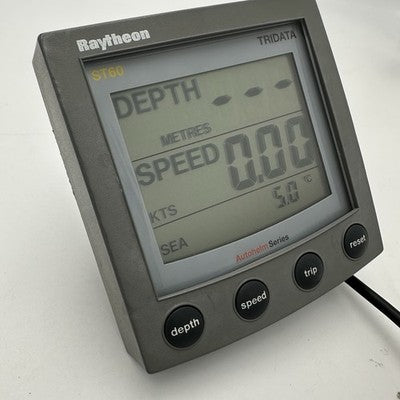 Raytheon
ST60 TRIDATA
DEPTH ---
METRES
SPEED 0.00
KTS 5.0 °C
SEA
Autohelm Series
depth speed trip reset